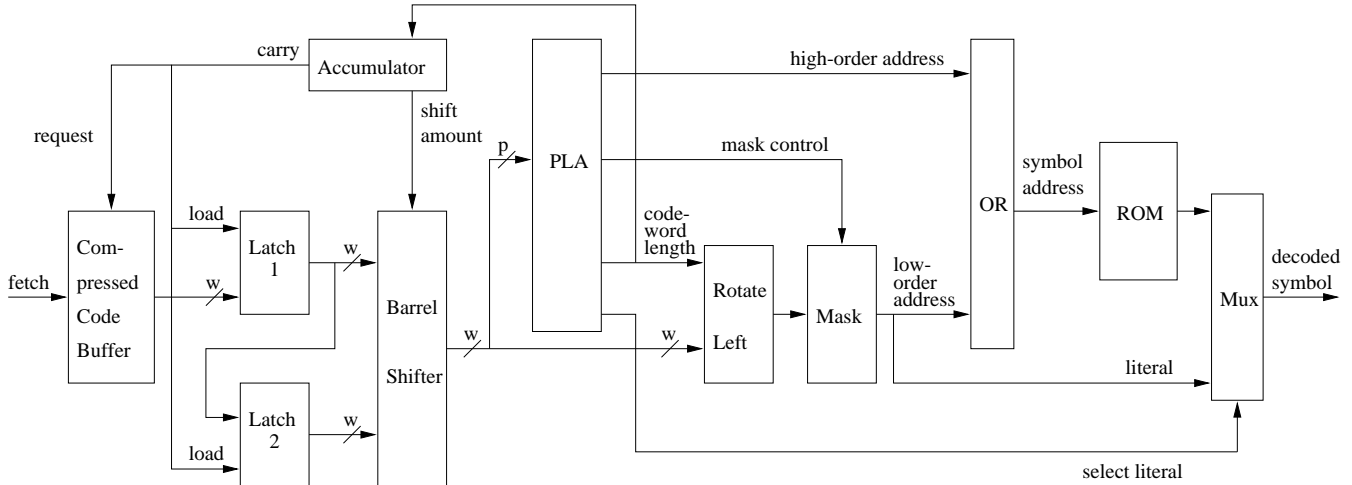 carry
Accumulator
high-order address
request
shift
amount
p
PLA
mask control
symbol
address
OR
ROM
load
Com-
pressed
Code
Buffer
fetch
w
Latch
1
w
Barrel
Shifter
w
code-
word
length
w
Rotate
Left
Mask
low-
order
address
decoded
symbol
Mux
literal
Latch
2
w
load
select literal